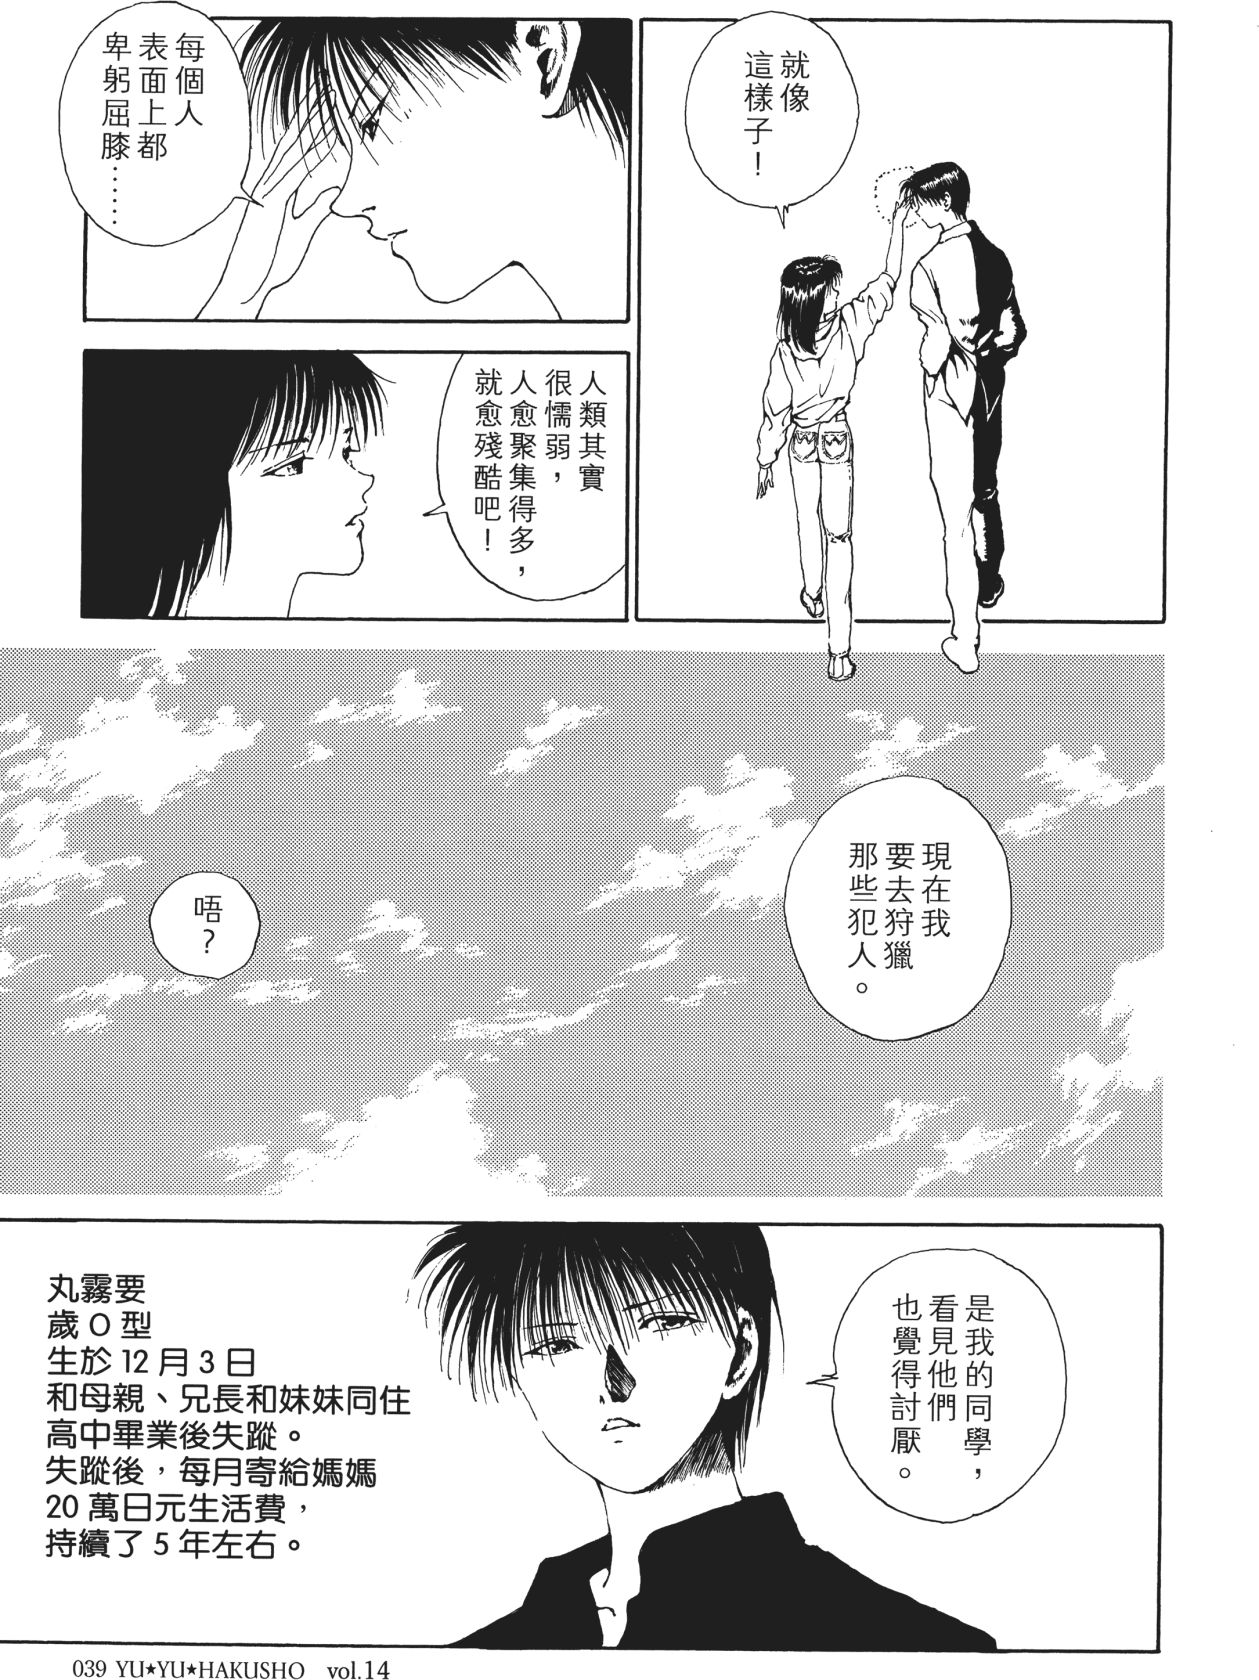 就像
這樣子！
每個人
表面上都
卑躬屈膝……
人類其實
很懦弱，
人愈聚集得多，
就愈殘酷吧！
現在我
要去狩獵
那些犯人。
唔？
是我的同學，
看見他們
也覺得討厭。
丸霧要
歲 O 型
生於 12 月 3 日
和母親、兄長和妹妹同住
高中畢業後失蹤。
失蹤後，每月寄給媽媽
20 萬日元生活費，
持續了 5 年左右。
039 YU★YU★HAKUSHO vol.14